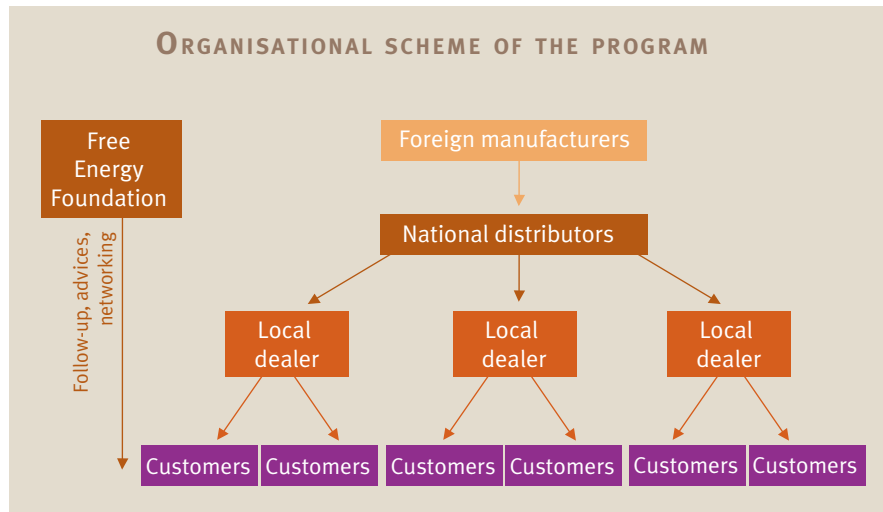 ORGANISATIONAL SCHEME OF THE PROGRAM
Free
Energy
Foundation
Foreign manufacturers
National distributors
Follow-up, advices,
networking
Local
dealer
Local
dealer
Local
dealer
Customers
Customers
Customers
Customers
Customers
Customers